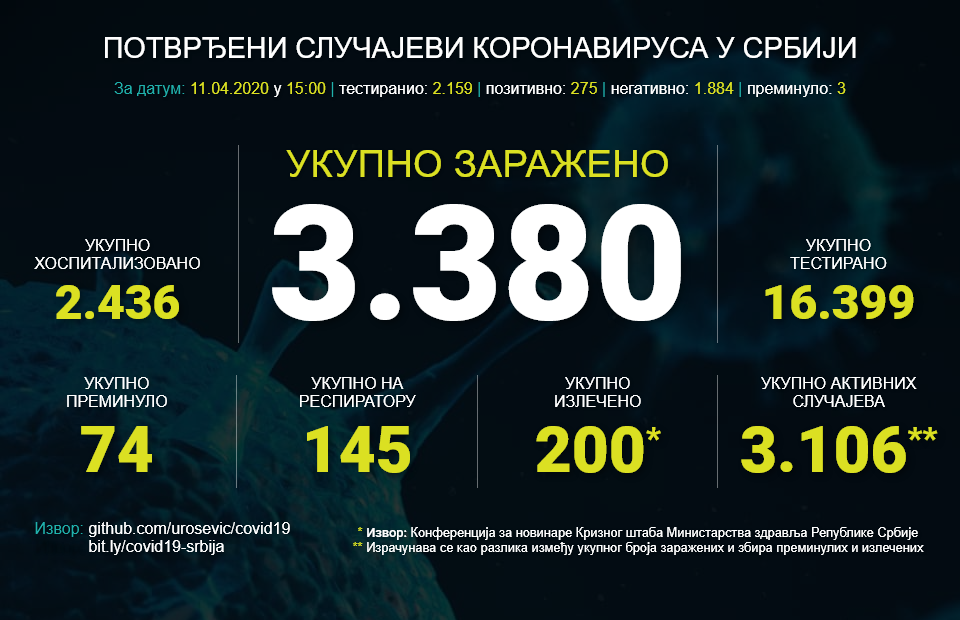 ПОТВРЂЕНИ СЛУЧАЈЕВИ КОРОНАВИРУСА У СРБИЈИ
За датум: 11.04.2020 у 15:00 | тестиранио: 2.159 | позитивно: 275 | негативно: 1.884 | преминуло: 3
УКУПНО ЗАРАЖЕНО
3.380
УКУПНО
ХОСПИТАЛИЗОВАНО
2.436
УКУПНО
ТЕСТИРАНО
16.399
УКУПНО
ПРЕМИНУЛО
74
УКУПНО НА
РЕСПИРАТОРУ
145
УКУПНО
ИЗЛЕЧЕНО
200*
УКУПНО АКТИВНИХ
СЛУЧАЈЕВА
3.106**
Извор: github.com/urosevic/covid19
bit.ly/covid19-srbija
* Извор: Конференција за новинаре Кризног штаба Министарства здравља Републике Србије
** Израчунава се као разлика између укупног броја заражених и збира преминулих и излечених